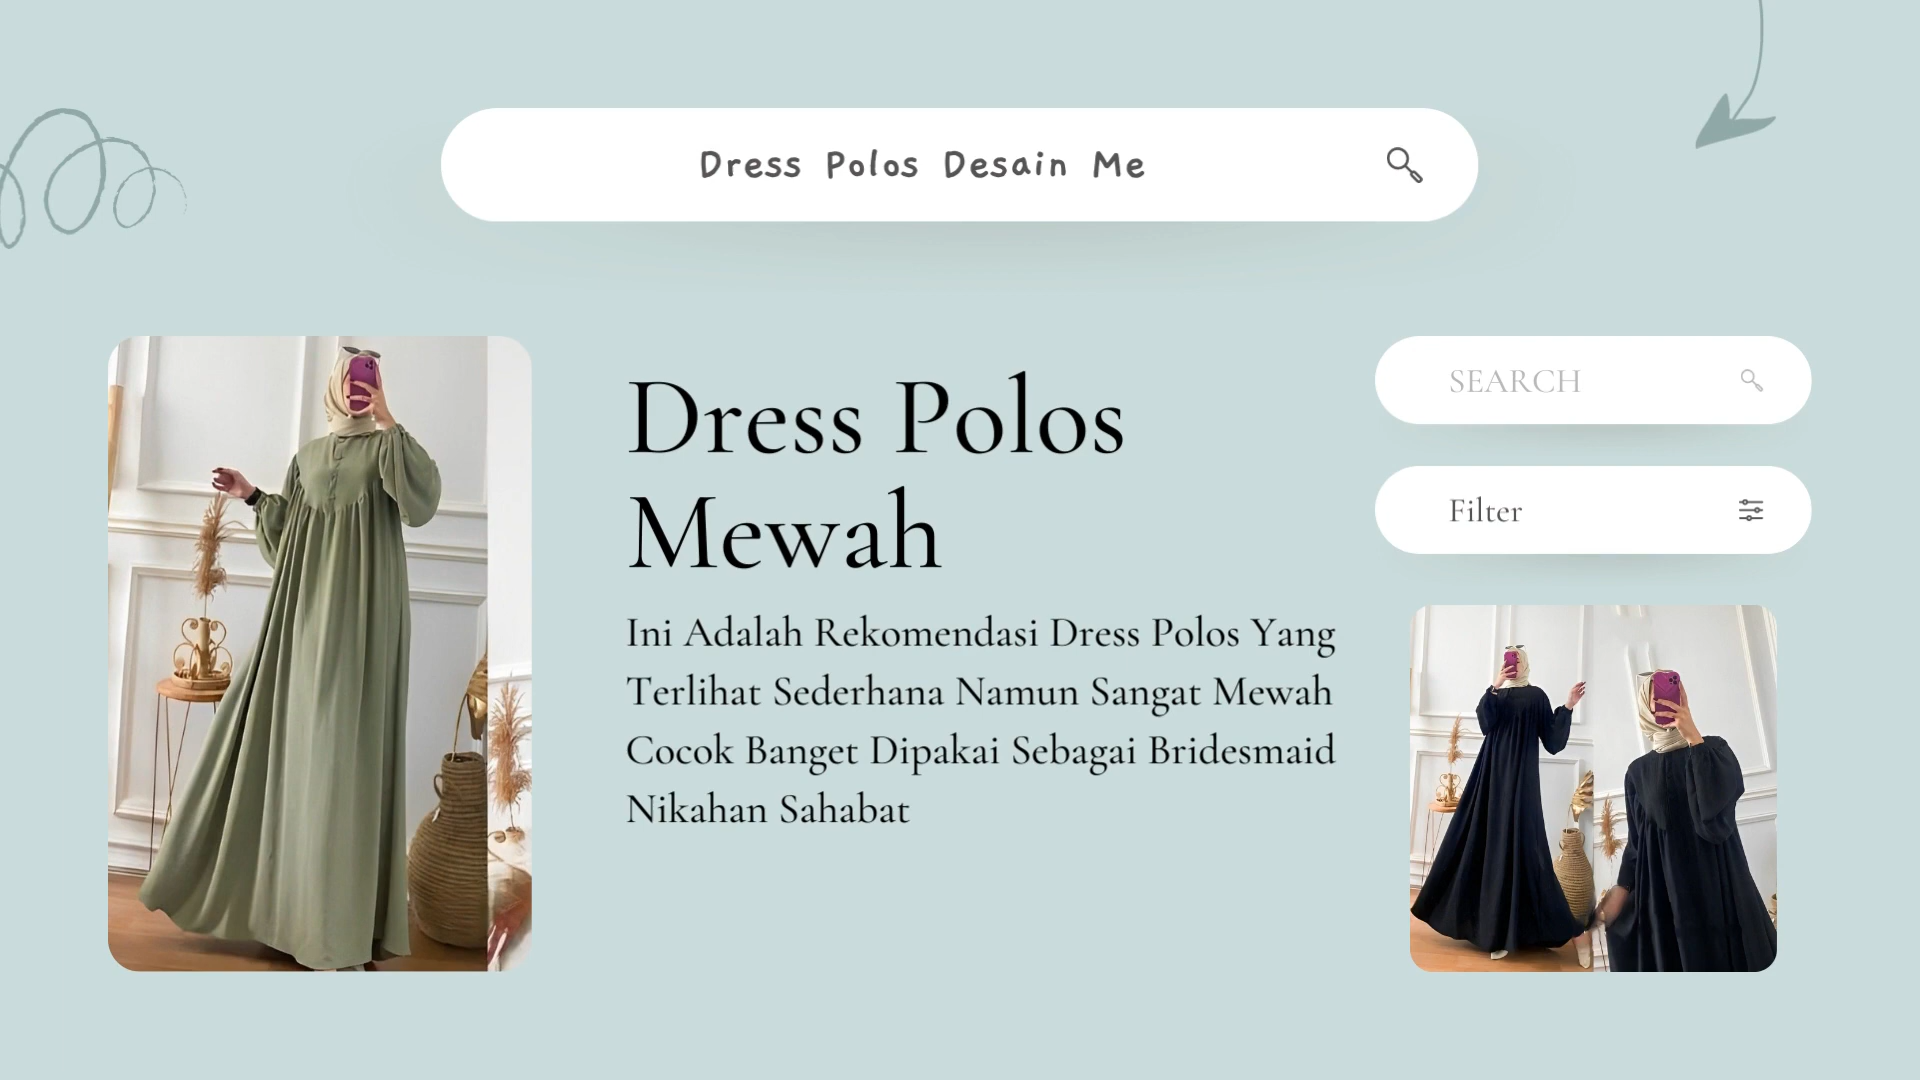 Dress Polos Desain Me
Dress Polos
Mewah
Ini Adalah Rekomendasi Dress Polos Yang
Terlihat Sederhana Namun Sangat Mewah
Cocok Banget Dipakai Sebagai Bridesmaid
Nikahan Sahabat
SEARCH
Filter